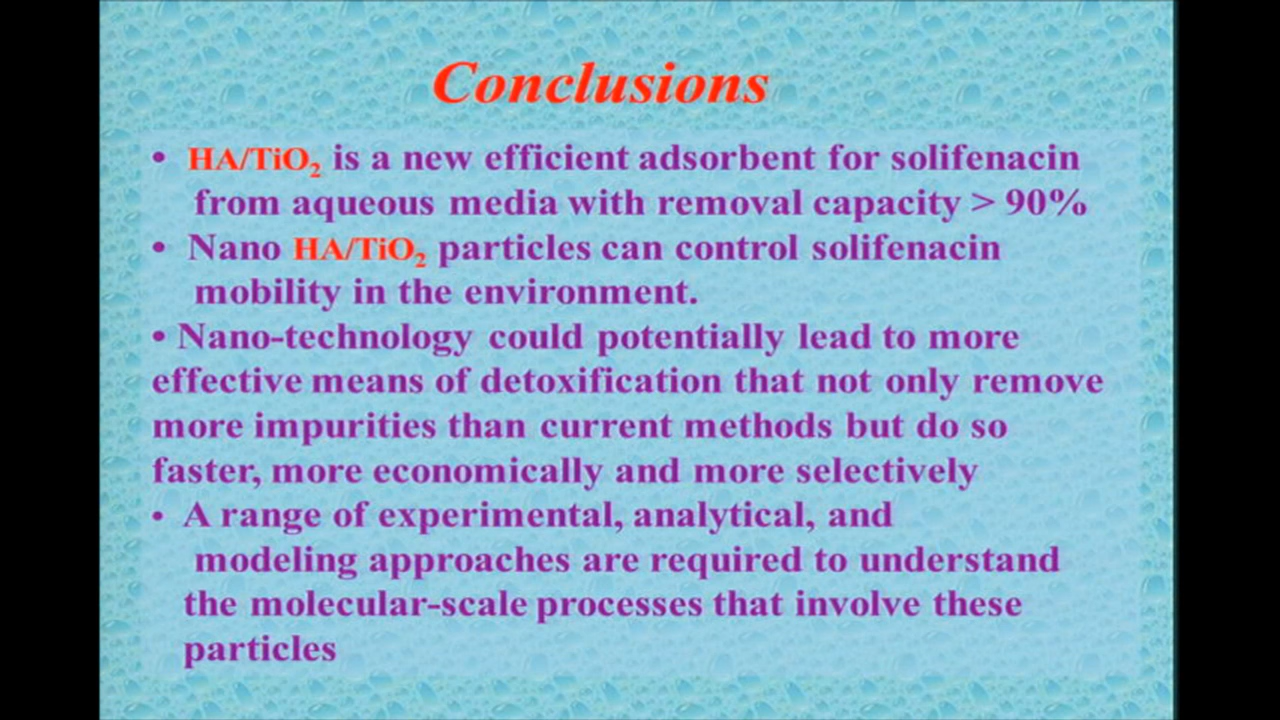 Conclusions
• HA/TiO₂ is a new efficient adsorbent for solifenacin
from aqueous media with removal capacity > 90%
• Nano HA/TiO₂ particles can control solifenacin
mobility in the environment.
• Nano-technology could potentially lead to more
effective means of detoxification that not only remove
more impurities than current methods but do so
faster, more economically and more selectively
• A range of experimental, analytical, and
modeling approaches are required to understand
the molecular-scale processes that involve these
particles